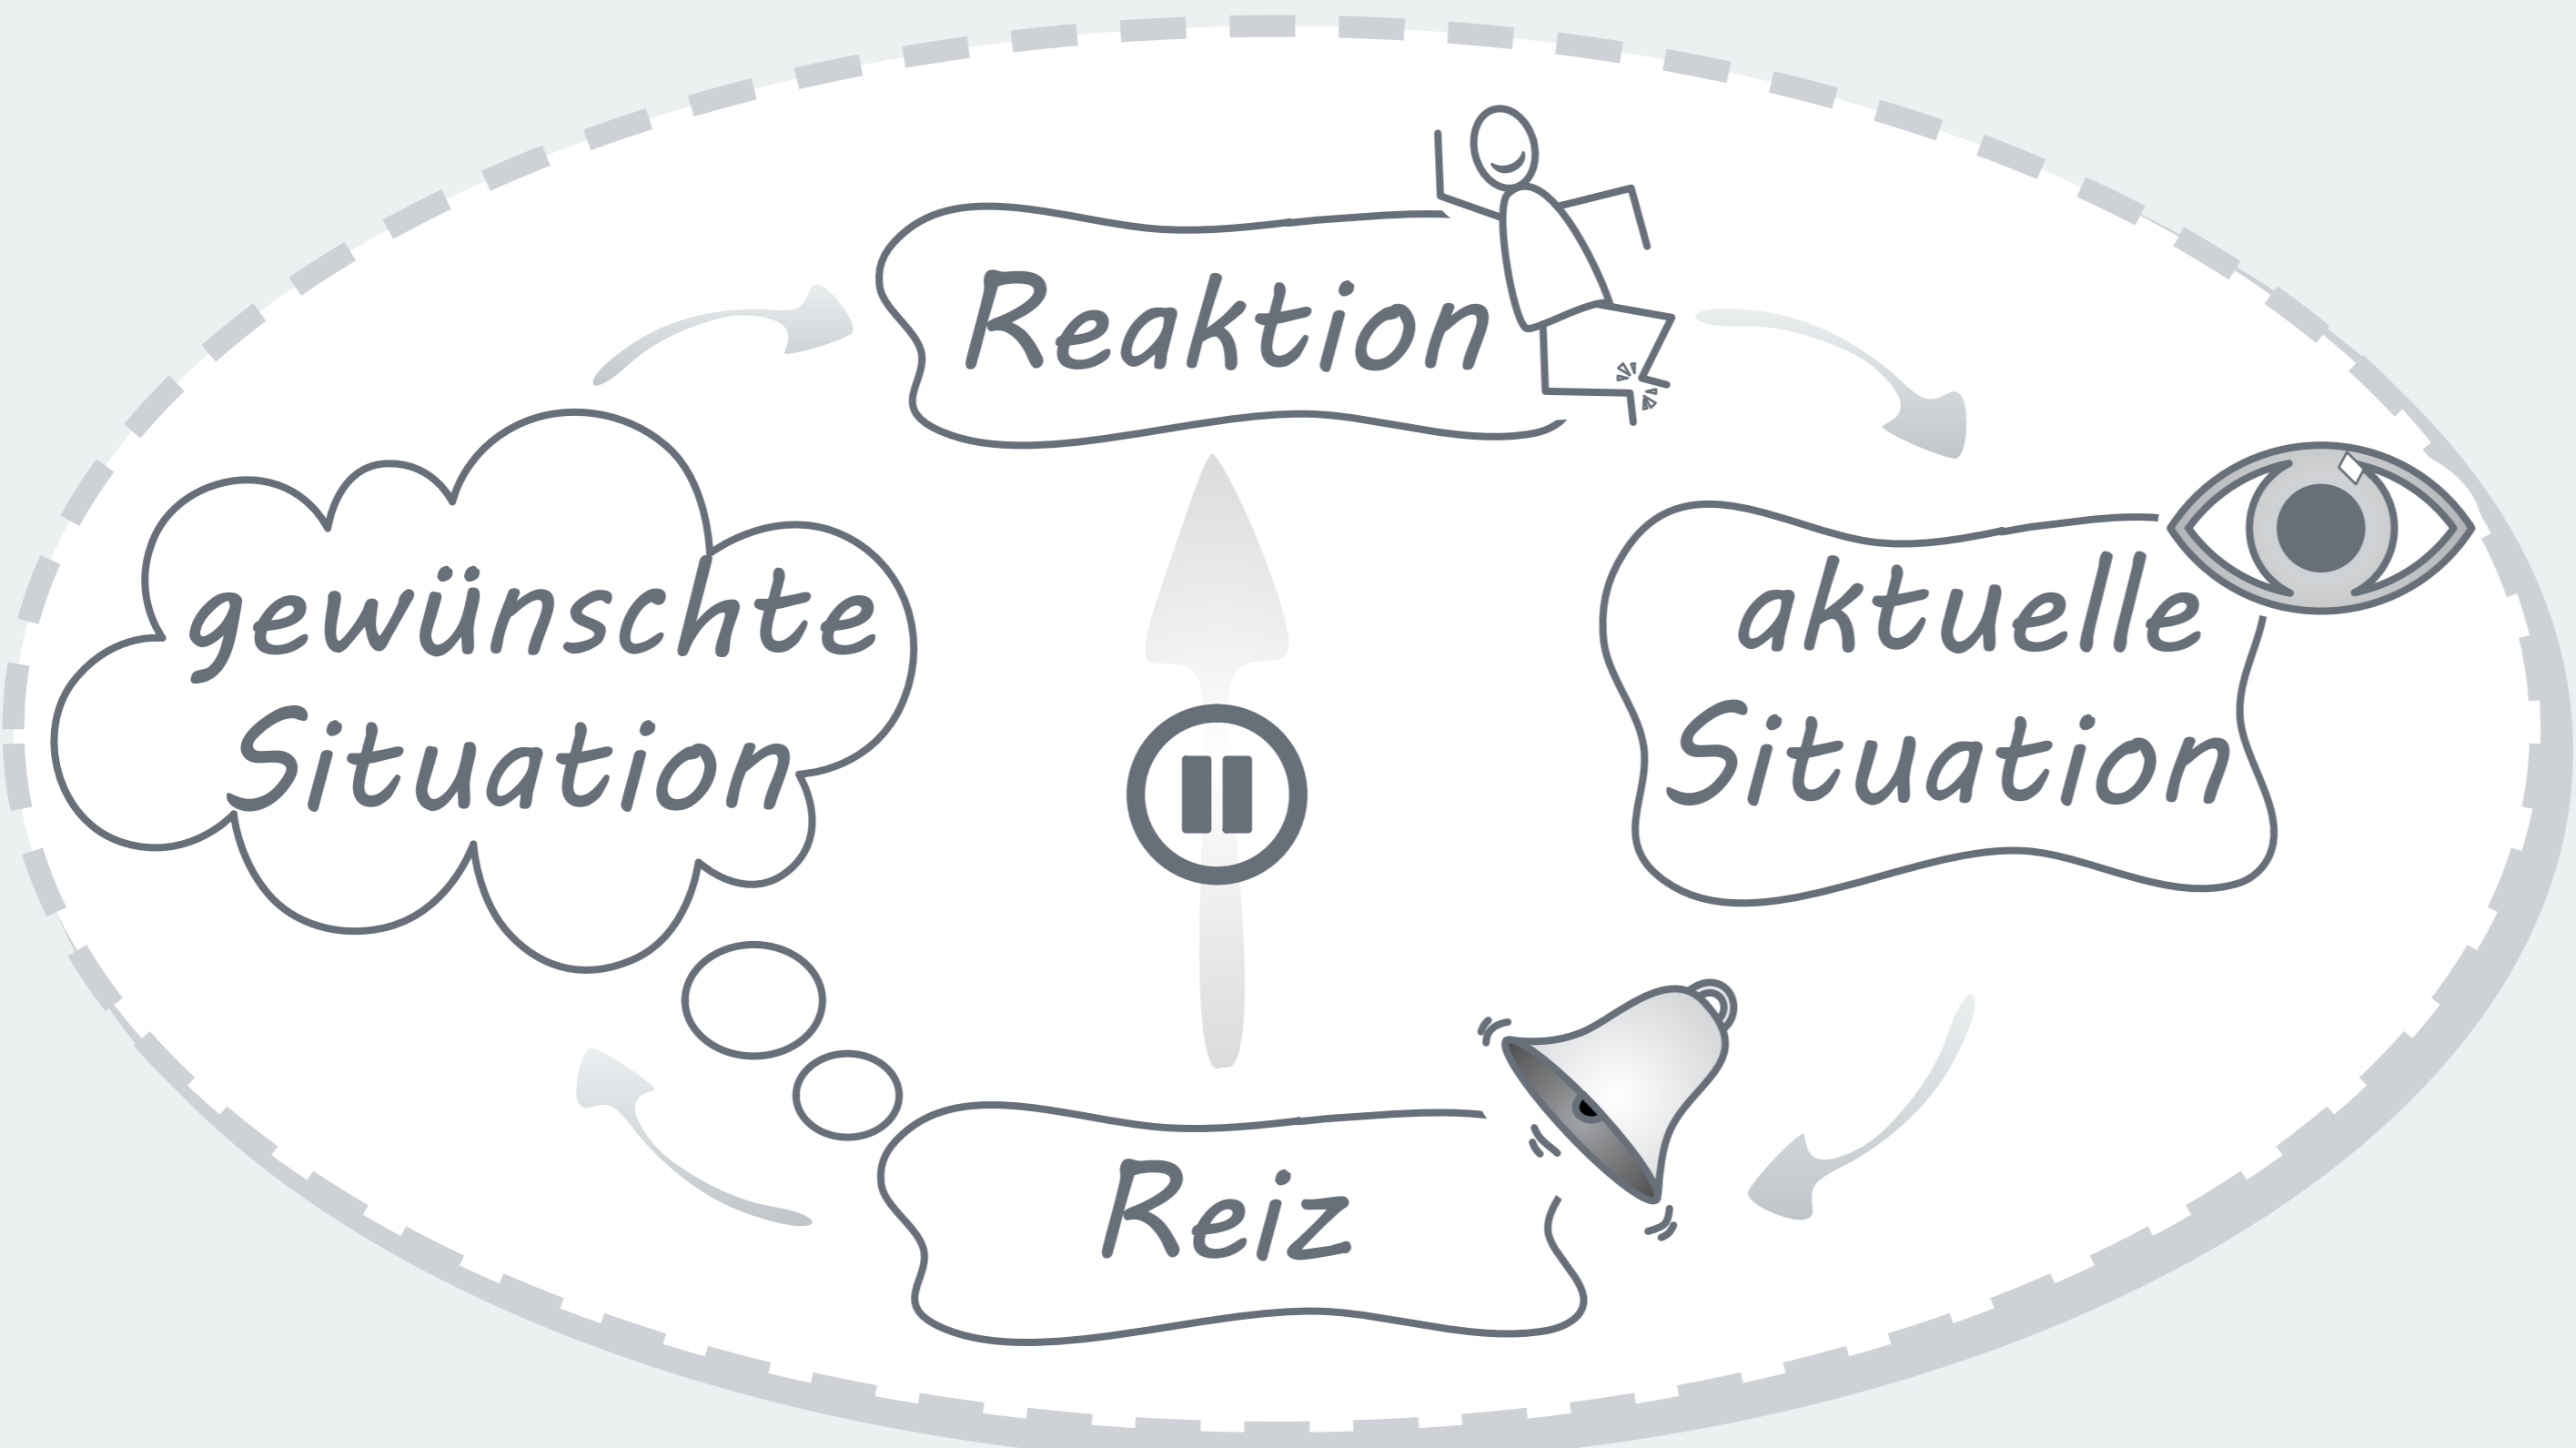 Reaktion
gewünschte
Situation
aktuelle
Situation
Reiz